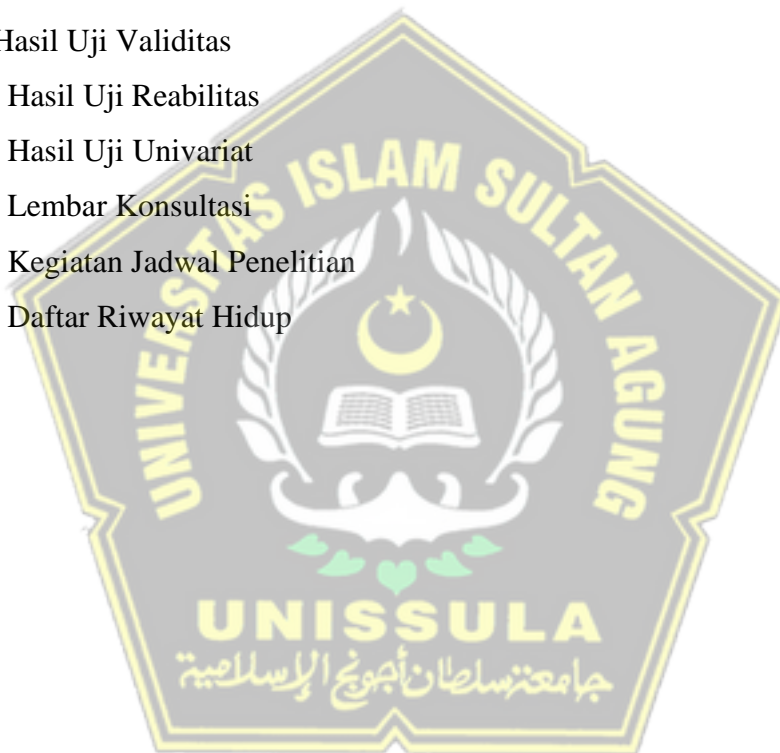 Hasil Uji Validitas
Hasil Uji Reabilitas
Hasil Uji Univariat
Lembar Konsultasi
Kegiatan Jadwal Penelitian
Daftar Riwayat Hidup
UNIVERSITAS ISLAM SULTAN AGUNG
UNISSULA
جامعة سلطان أجونج الإسلامية